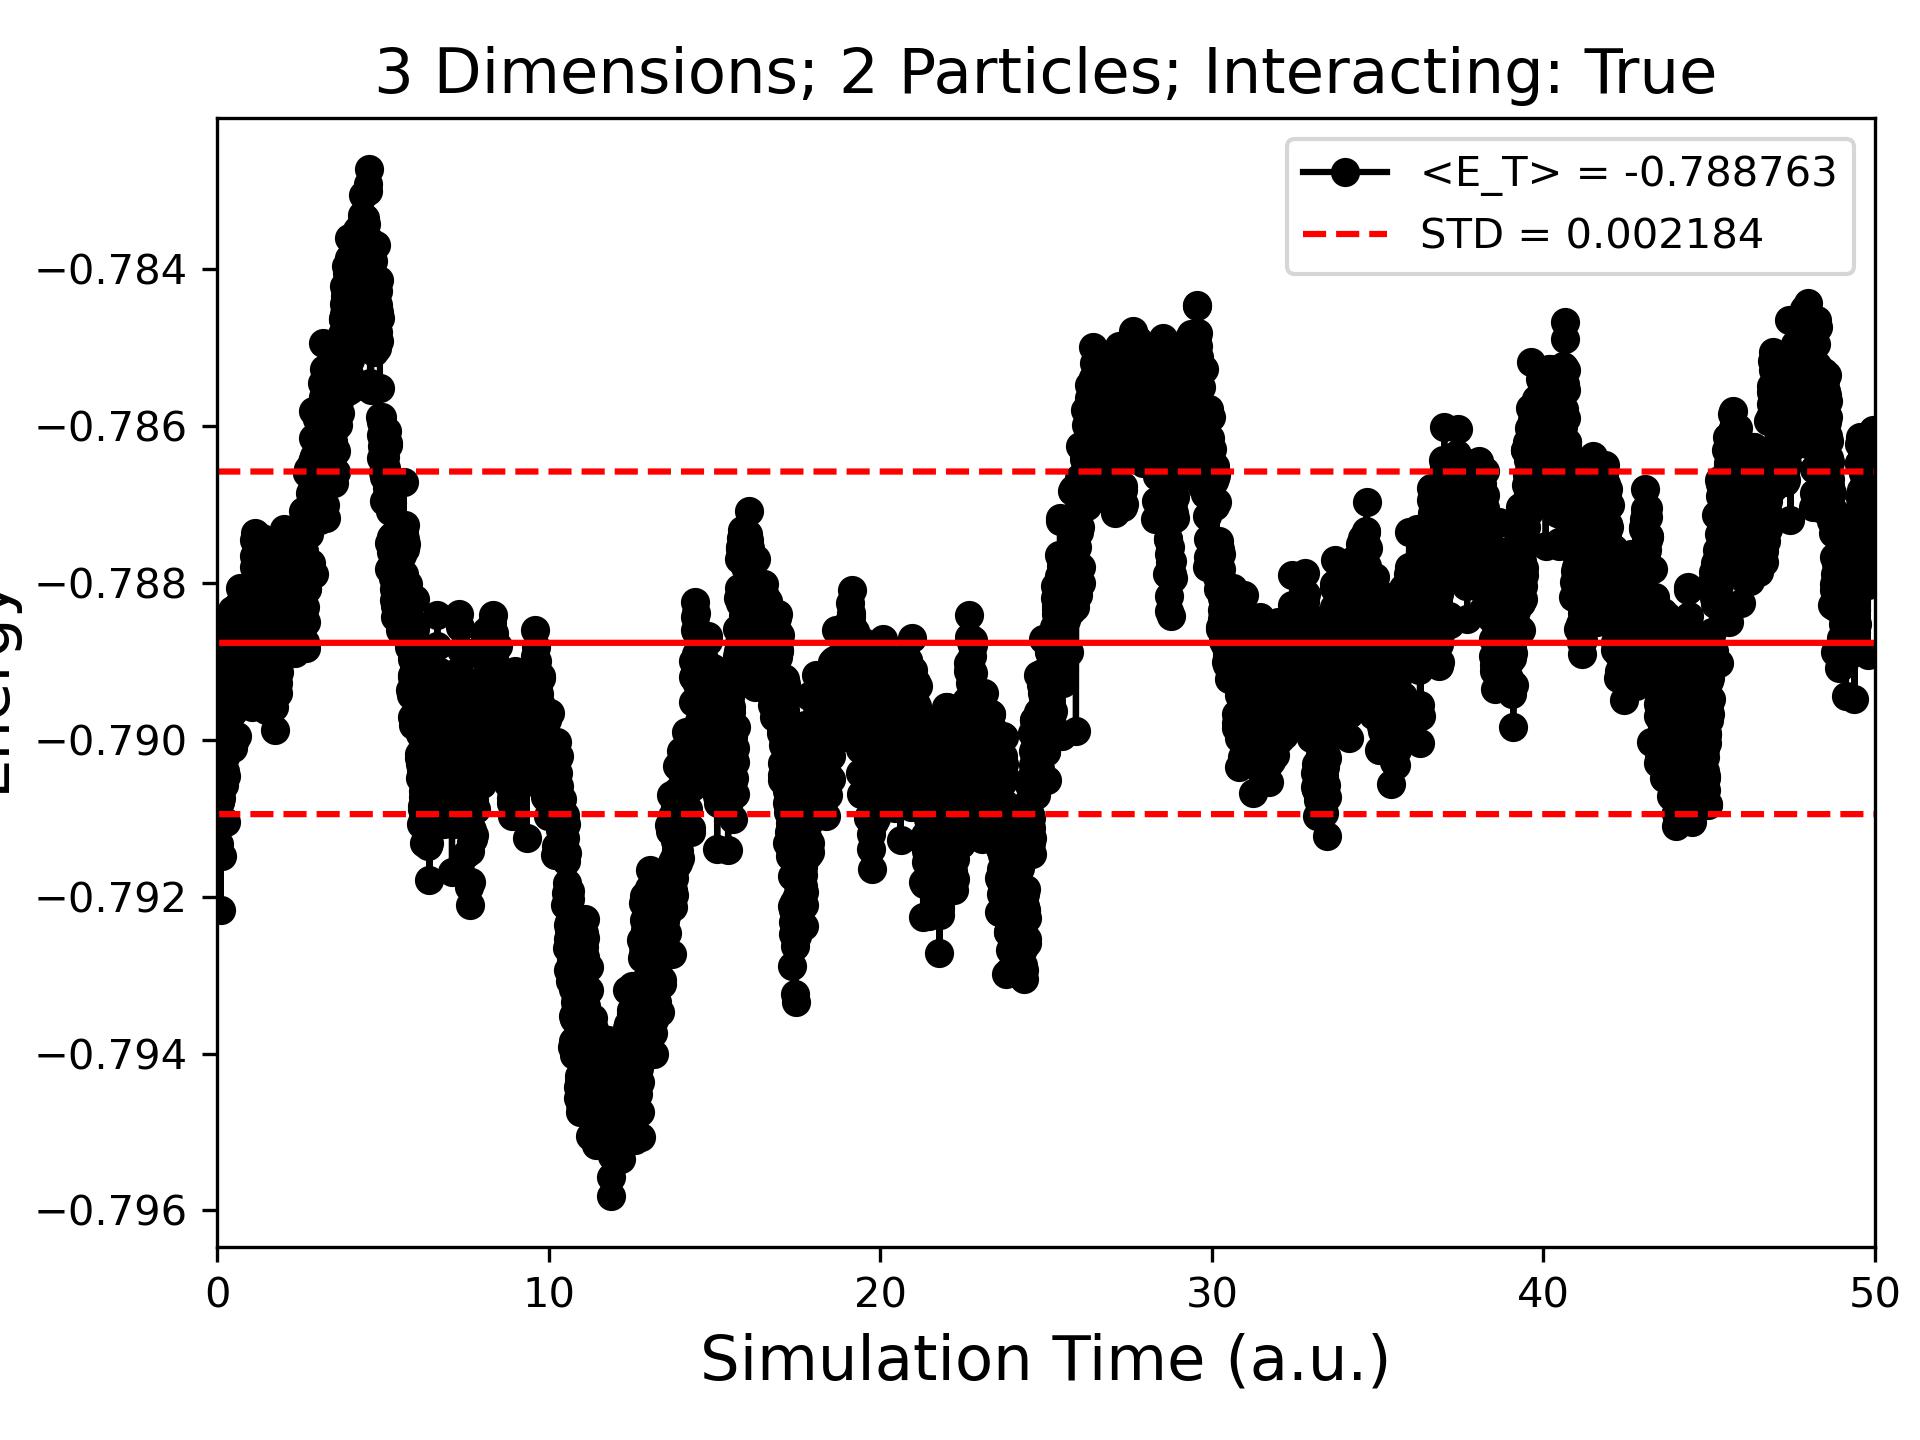 3 Dimensions; 2 Particles; Interacting: True
<E_T> = -0.788763
STD = 0.002184
−0.784
−0.786
−0.788
−0.790
−0.792
−0.794
−0.796
Energy
0 10 20 30 40 50
Simulation Time (a.u.)